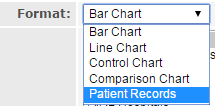 Format: Bar Chart
Bar Chart
Line Chart
Control Chart
Comparison Chart
Patient Records